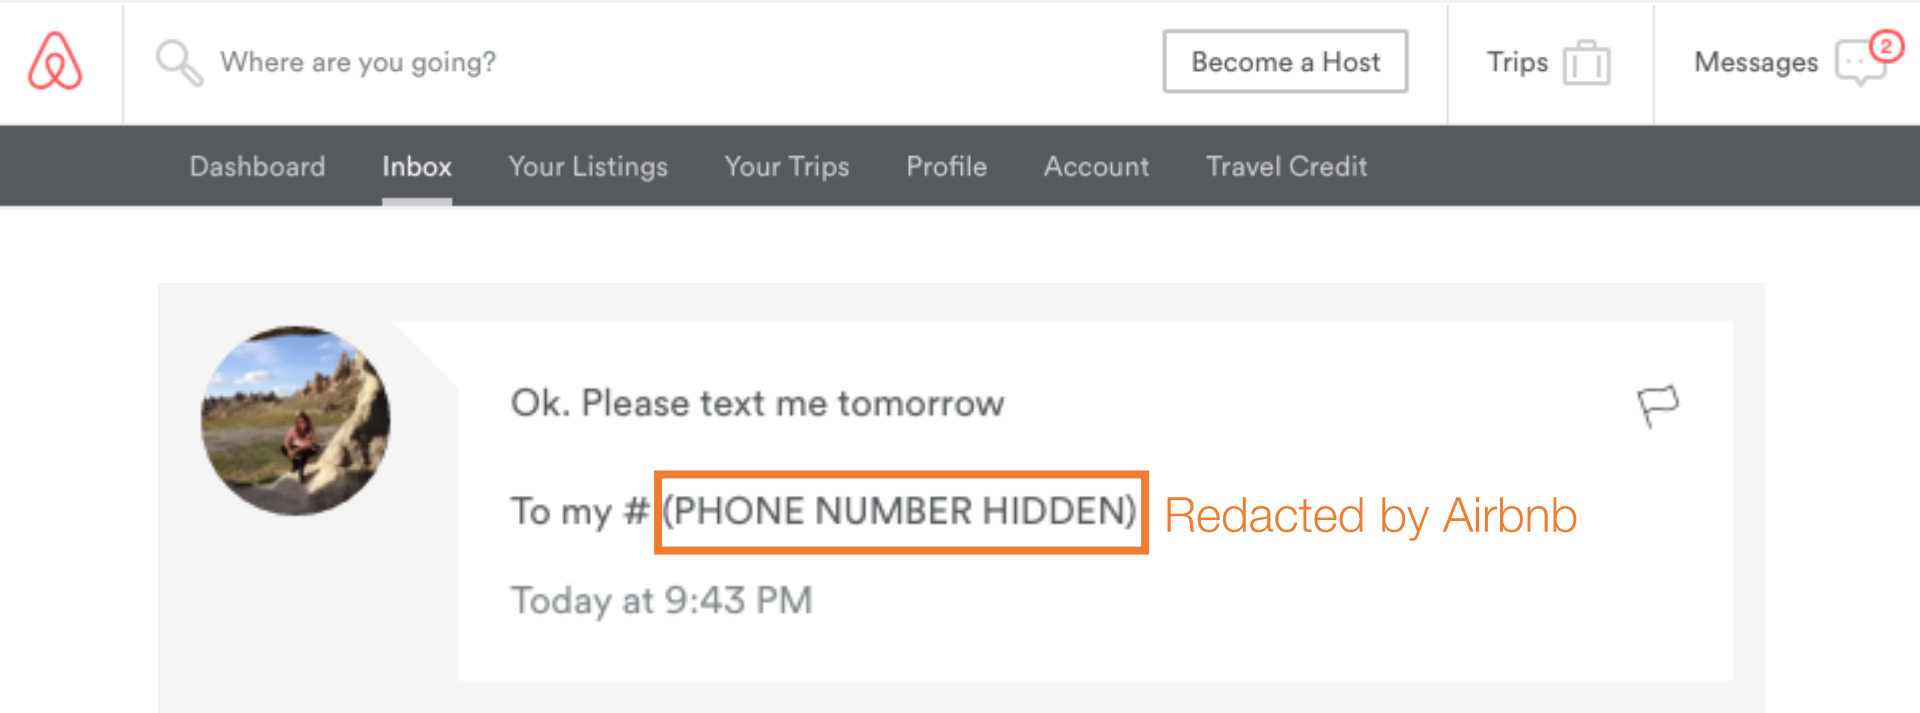 Where are you going?
Become a Host
Trips
Messages
2
Dashboard Inbox Your Listings Your Trips Profile Account Travel Credit
Ok. Please text me tomorrow
To my # (PHONE NUMBER HIDDEN) Redacted by Airbnb
Today at 9:43 PM